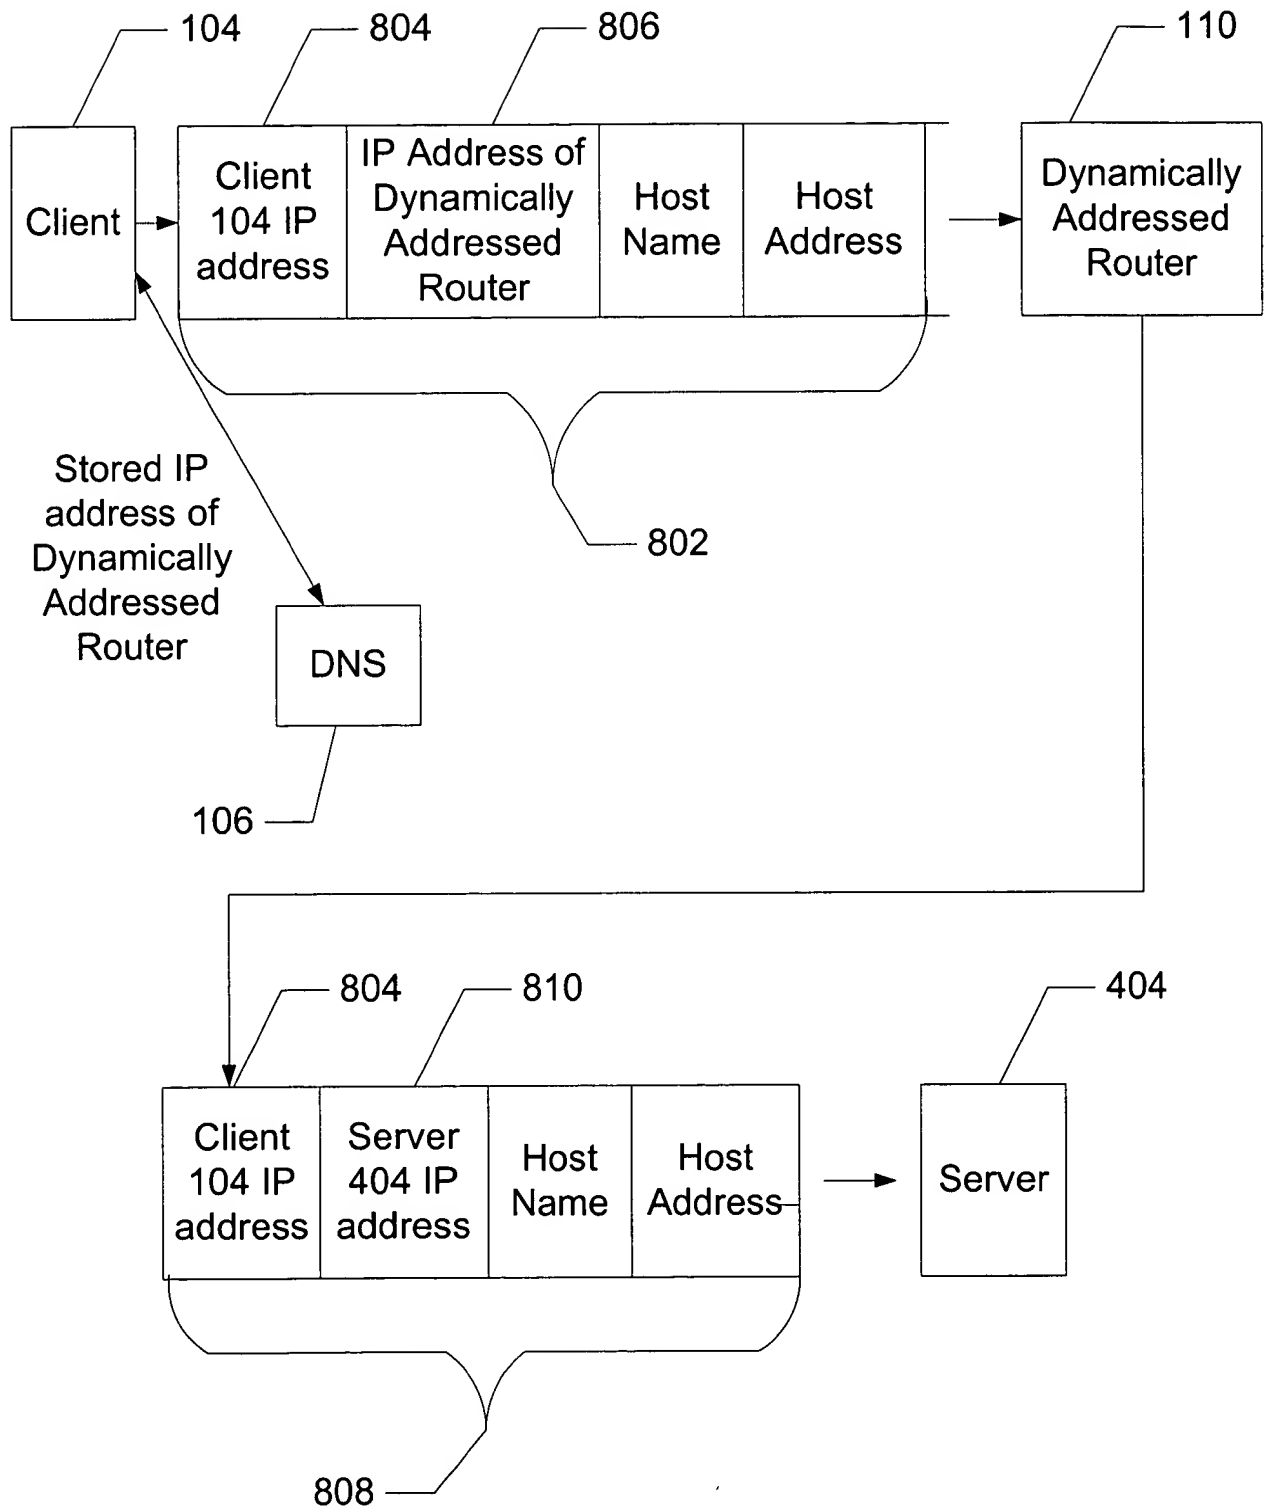 104
804
806
110
Client
Client
104 IP
address
IP Address of
Dynamically
Addressed
Router
Host
Name
Host
Address
Dynamically
Addressed
Router
Stored IP
address of
Dynamically
Addressed
Router
802
DNS
106
804
810
404
Client
104 IP
address
Server
404 IP
address
Host
Name
Host
Address
Server
808